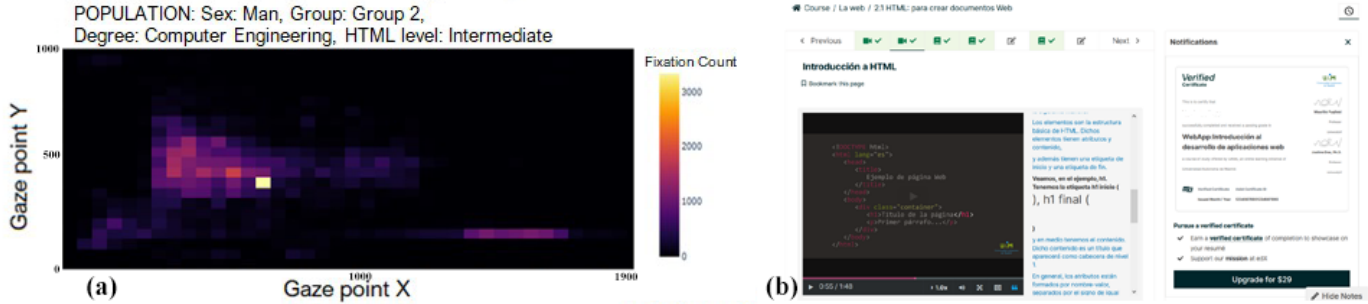 POPULATION: Sex: Man, Group: Group 2,
Degree: Computer Engineering, HTML level: Intermediate
Fixation Count
3000
2000
1000
0
Gaze point Y
1000
500
0
1000
1900
Gaze point X
(a)
(b)
Course / La web / 2.1 HTML: para crear documentos Web
Previous
Next
Introducción a HTML
Bookmark this page
<!DOCTYPE html>
<html lang="es">
<head>
<title>
Ejemplo de página Web
</title>
</head>
<body>
<div class="container">
<h1>Título de la página</h1>
<p>Primer párrafo...</p>
</div>
</body>
</html>
0:55 / 1:48
1.0x
Los elementos son la estructura
básica de HTML. Dichos
elementos tienen atributos y
contenido,
y además tienen una etiqueta de
inicio y una etiqueta de fin.
Veamos, en el ejemplo, h1.
Tenemos la etiqueta h1 inicio (
), h1 final (
)
y en medio tenemos el contenido.
Dicho contenido es un título que
aparecerá como cabecera de nivel
1.
En general, los atributos están
formados por nombre-valor,
separados por el signo de igual
Notifications
Verified
Certificate
WebApp:Introducción al
desarrollo de aplicaciones web
Pursue a verified certificate
Earn a verified certificate of completion to showcase on
your resumé
Support our mission at edX
Upgrade for $29
Hide Notes